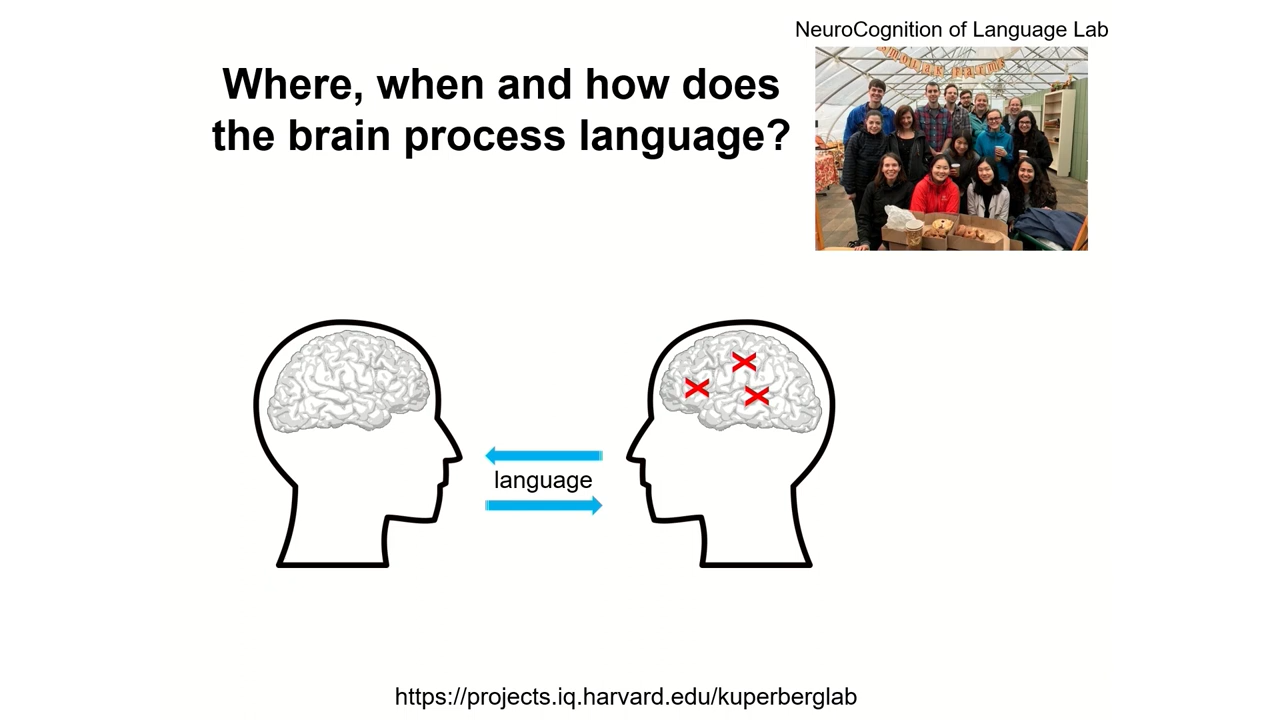 NeuroCognition of Language Lab
Where, when and how does
the brain process language?
language
https://projects.iq.harvard.edu/kuperberglab